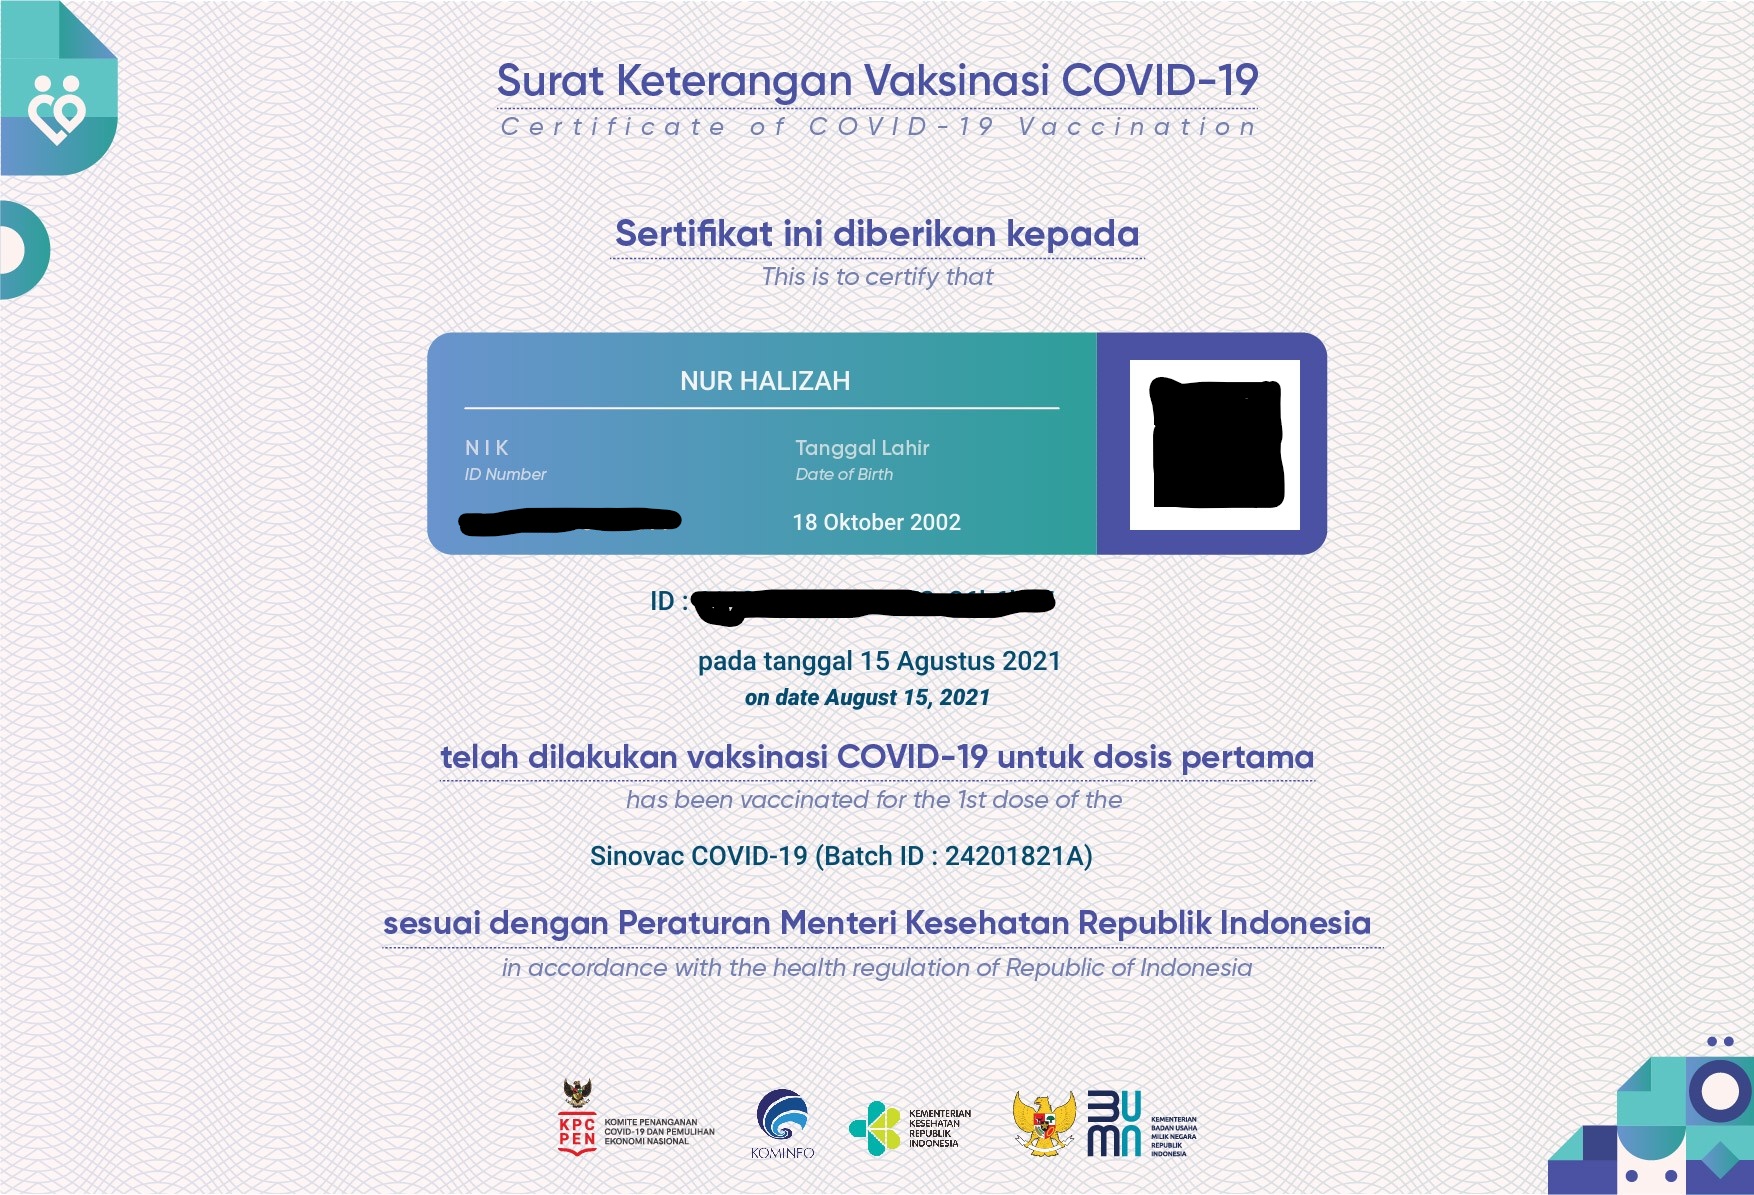 Surat Keterangan Vaksinasi COVID-19
Certificate of COVID-19 Vaccination
Sertifikat ini diberikan kepada
This is to certify that
NUR HALIZAH
NIK
ID Number
Tanggal Lahir
Date of Birth
18 Oktober 2002
ID :
pada tanggal 15 Agustus 2021
on date August 15, 2021
telah dilakukan vaksinasi COVID-19 untuk dosis pertama
has been vaccinated for the 1st dose of the
Sinovac COVID-19 (Batch ID : 24201821A)
sesuai dengan Peraturan Menteri Kesehatan Republik Indonesia
in accordance with the health regulation of Republic of Indonesia
KPC
PEN
KOMITE PENANGANAN
COVID-19 DAN PEMULIHAN
EKONOMI NASIONAL
KOMINFO
KEMENTERIAN
KESEHATAN
REPUBLIK
INDONESIA
BUMN
KEMENTERIAN
BADAN USAHA
MILIK NEGARA
REPUBLIK
INDONESIA